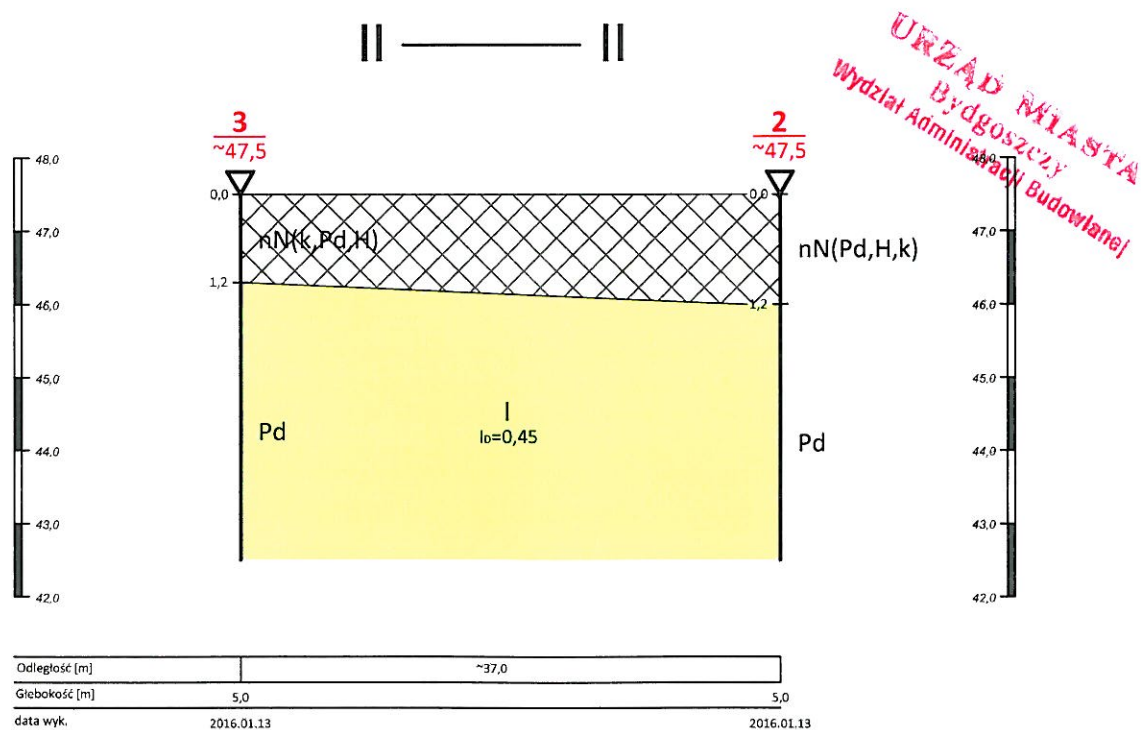 II II
URZĄD MIASTA
Bydgoszczy
Wydział Administracji Budowlanej
3
~47,5
2
~47,5
48,0
47,0
46,0
45,0
44,0
43,0
42,0
0,0
1,2
nN(k,Pd,H)
Pd
I
ID=0,45
0,0
1,2
nN(Pd,H,k)
Pd
48,0
47,0
46,0
45,0
44,0
43,0
42,0
Odległość [m] ~37,0
Głebokość [m] 5,0 5,0
data wyk. 2016.01.13 2016.01.13